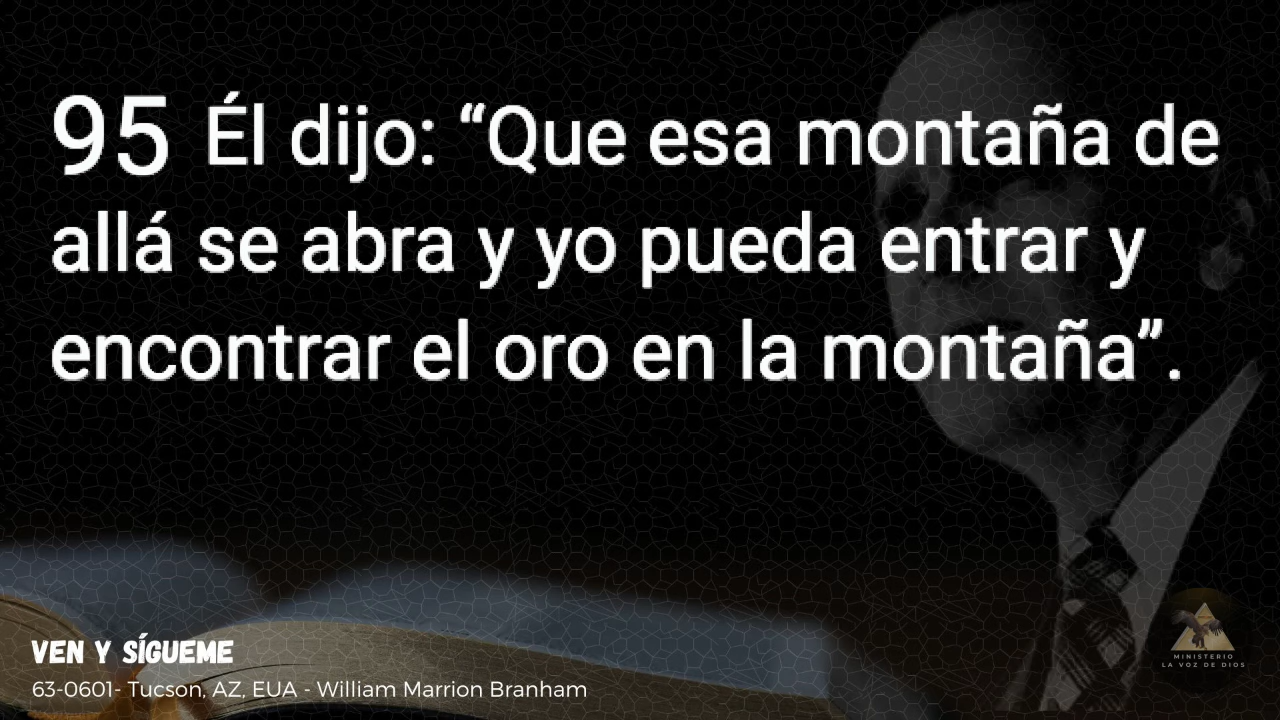 95 Él dijo: “Que esa montaña de
allá se abra y yo pueda entrar y
encontrar el oro en la montaña”.
VEN Y SÍGUEME
63-0601- Tucson, AZ, EUA - William Marrion Branham
MINISTERIO
LA VOZ DE DIOS